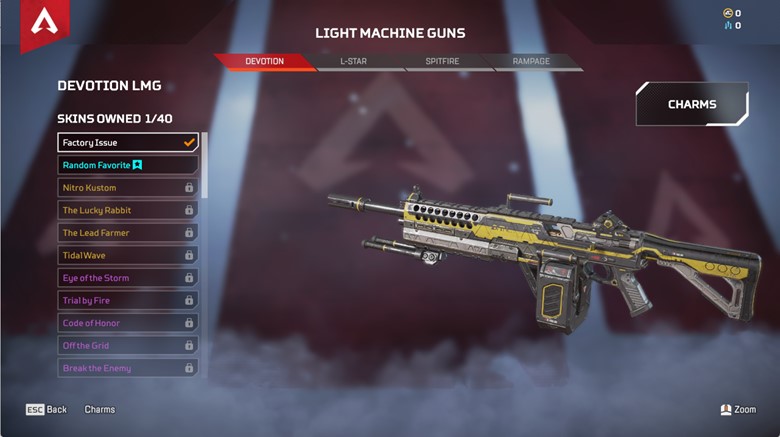 LIGHT MACHINE GUNS
0
0
DEVOTION
L-STAR
SPITFIRE
RAMPAGE
DEVOTION LMG
CHARMS
SKINS OWNED 1/40
Factory Issue
Random Favorite
Nitro Kustom
The Lucky Rabbit
The Lead Farmer
Tidal Wave
Eye of the Storm
Trial by Fire
Code of Honor
Off the Grid
Break the Enemy
ESC Back
Charms
Zoom